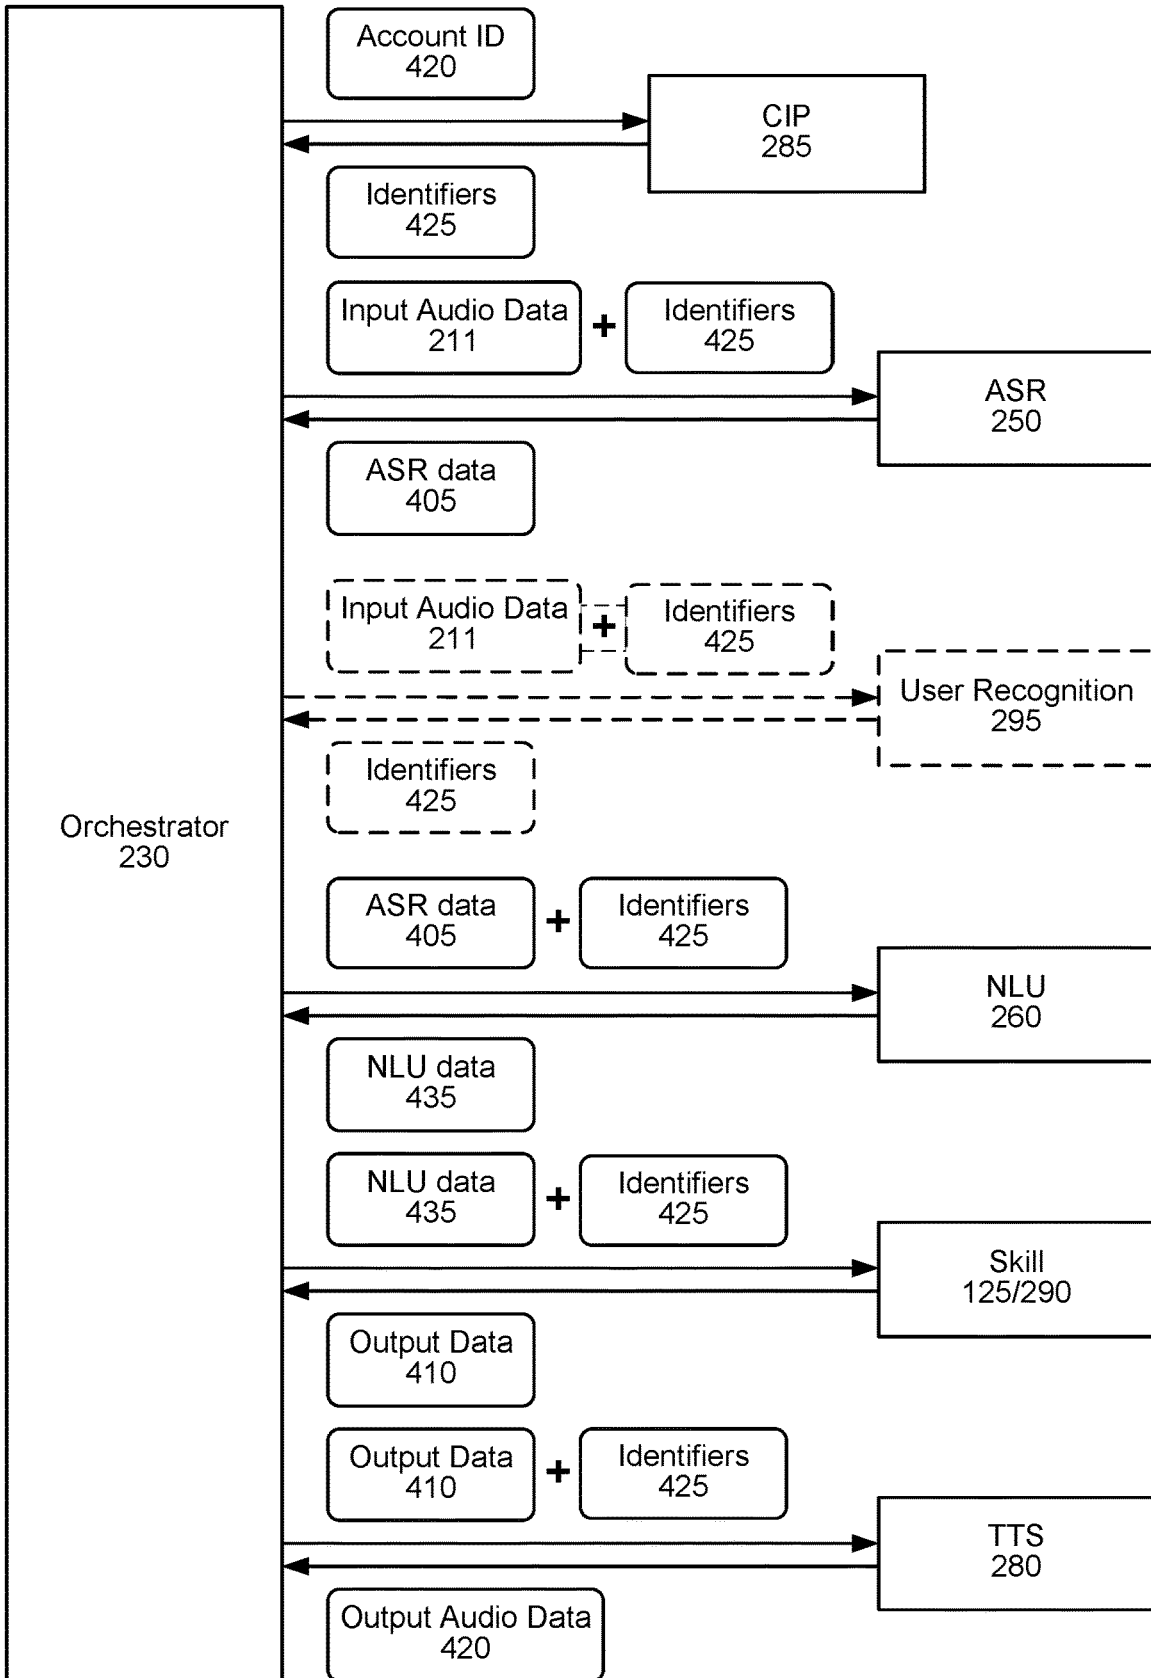 Account ID
420
CIP
285
Identifiers
425
Input Audio Data
211
+
Identifiers
425
ASR
250
ASR data
405
Input Audio Data
211
+
Identifiers
425
User Recognition
295
Identifiers
425
Orchestrator
230
ASR data
405
+
Identifiers
425
NLU
260
NLU data
435
NLU data
435
+
Identifiers
425
Skill
125/290
Output Data
410
Output Data
410
+
Identifiers
425
TTS
280
Output Audio Data
420